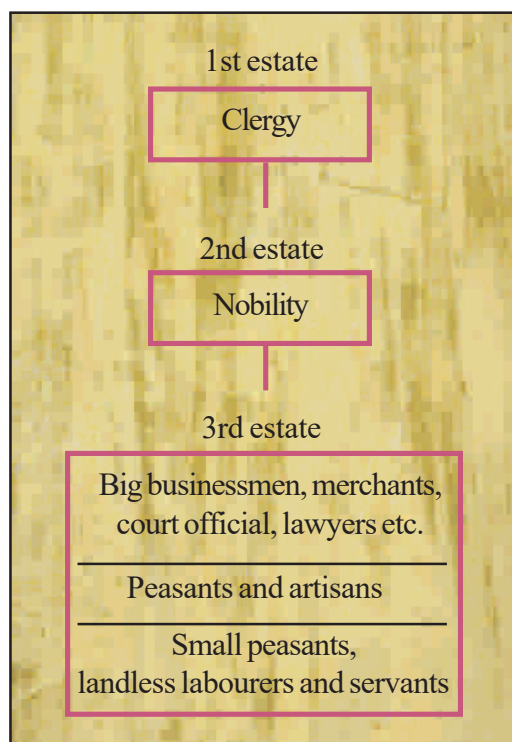 1st estate
Clergy
2nd estate
Nobility
3rd estate
Big businessmen, merchants,
court official, lawyers etc.
Peasants and artisans
Small peasants,
landless labourers and servants